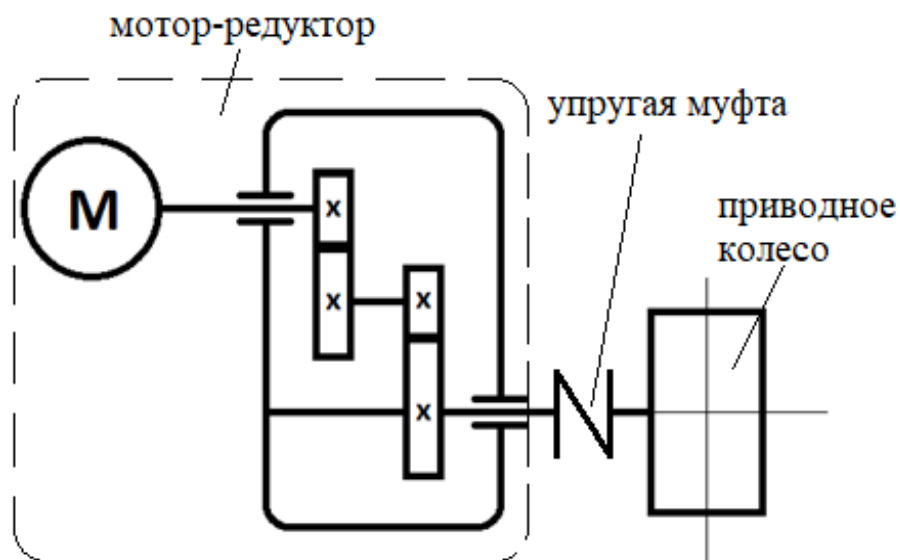 мотор-редуктор
упругая муфта
М
приводное
колесо
x
x
x
x